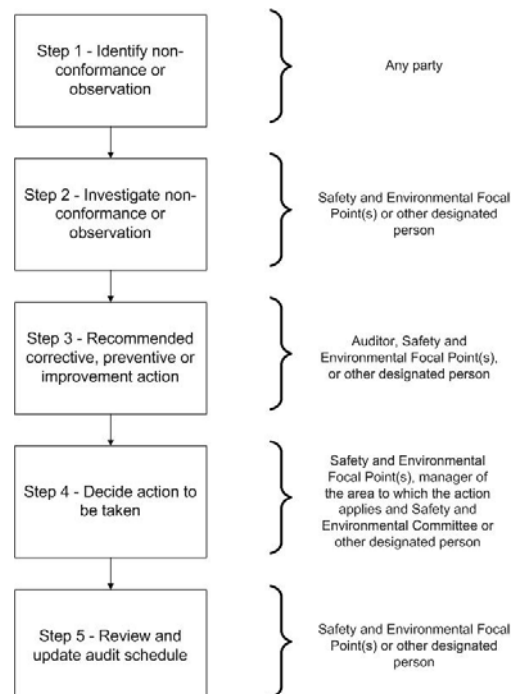 Step 1 - Identify non-
conformance or
observation
Any party
Step 2 - Investigate non-
conformance or
observation
Safety and Environmental Focal
Point(s) or other designated
person
Step 3 - Recommended
corrective, preventive or
improvement action
Auditor, Safety and
Environmental Focal Point(s),
or other designated person
Step 4 - Decide action to
be taken
Safety and Environmental
Focal Point(s), manager of
the area to which the action
applies and Safety and
Environmental Committee or
other designated person
Step 5 - Review and
update audit schedule
Safety and Environmental Focal
Point(s) or other designated
person